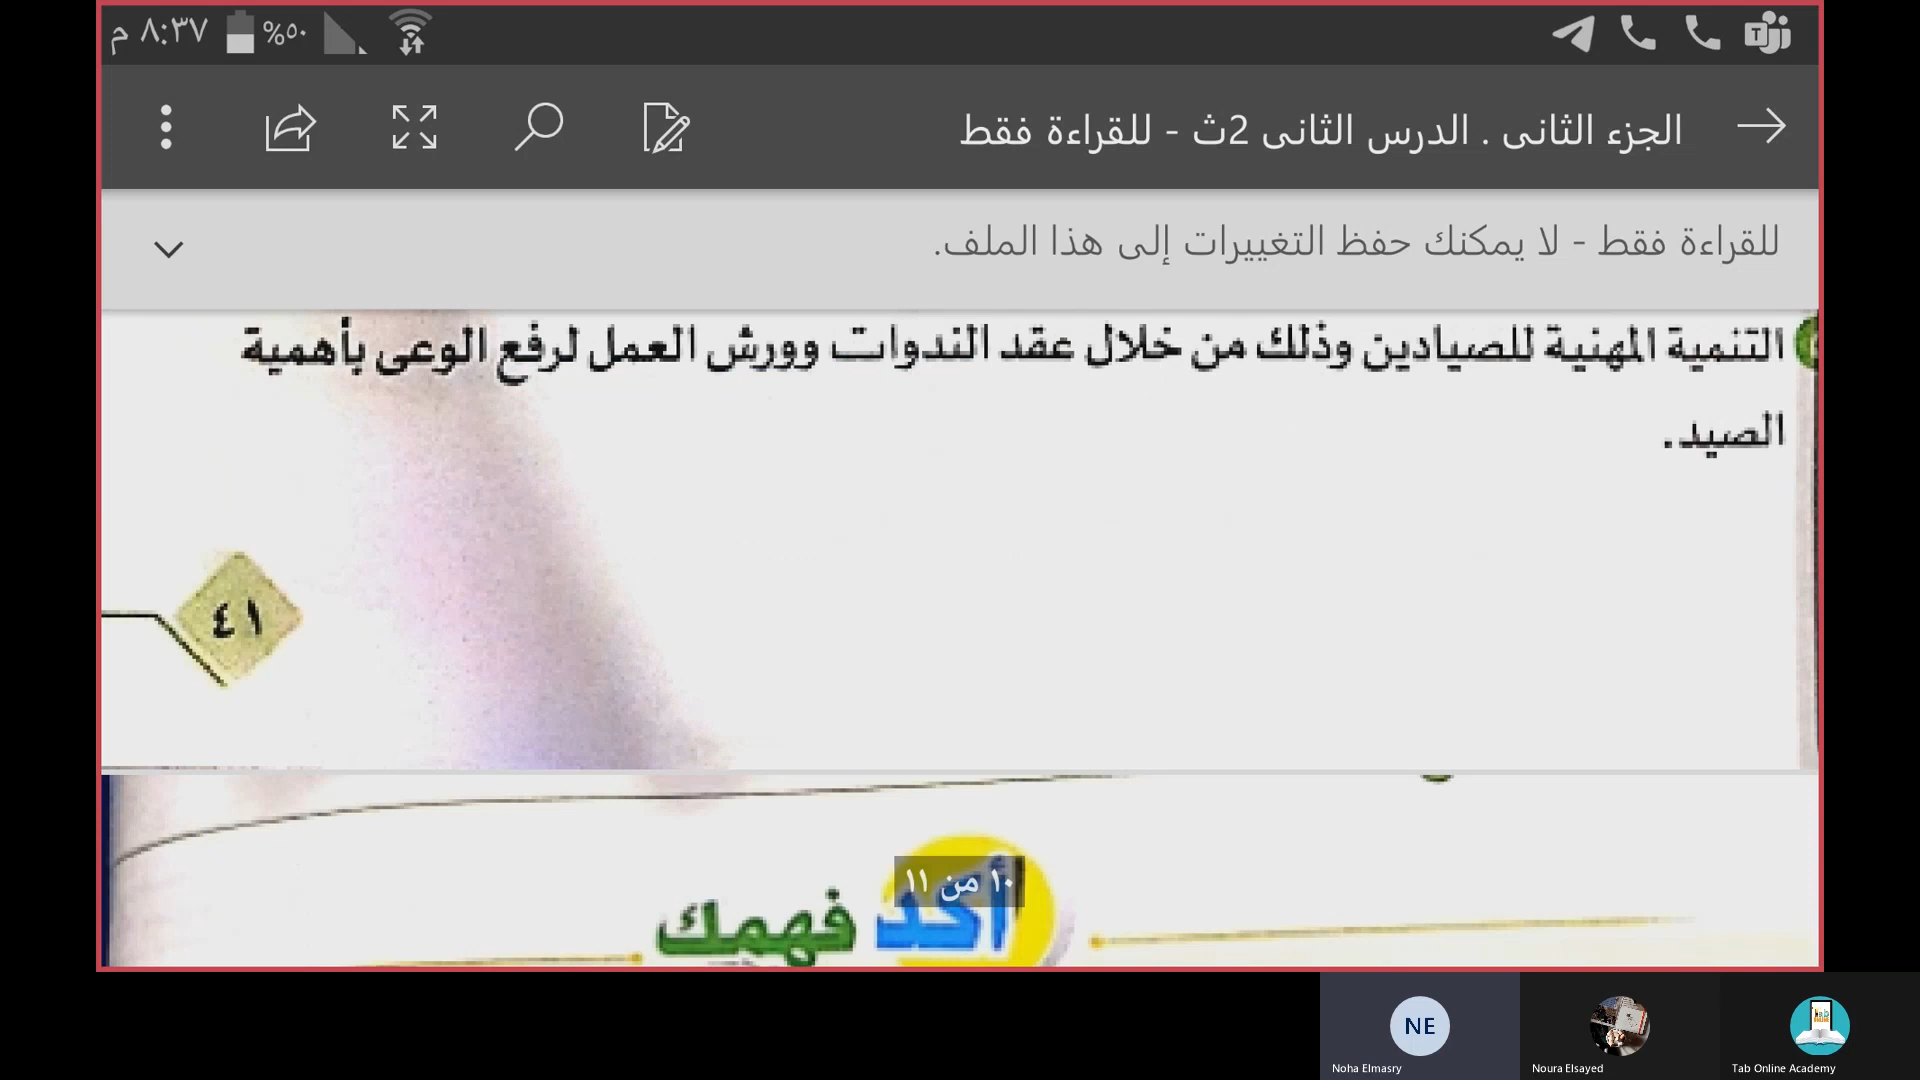 ٨:٣٧ م
%٥٠
الجزء الثانى . الدرس الثانى 2ث - للقراءة فقط
للقراءة فقط - لا يمكنك حفظ التغييرات إلى هذا الملف.
التنمية المهنية للصيادين وذلك من خلال عقد الندوات وورش العمل لرفع الوعى بأهمية
الصيد.
٤١
١٠ من ١١
أكد فهمك
NE
Noha Elmasry
Noura Elsayed
Tab Online Academy